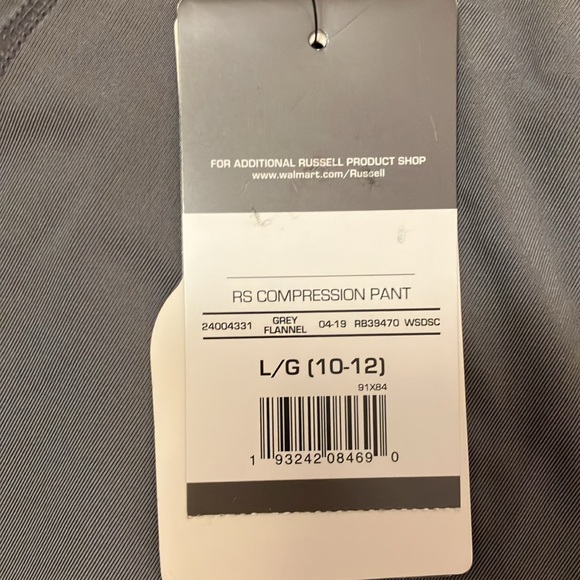 FOR ADDITIONAL RUSSELL PRODUCT SHOP
www.walmart.com/Russell
RS COMPRESSION PANT
24004331 GREY FLANNEL 04-19 RB39470 WSDSC
L/G (10-12)
91X84
1 93242 08469 0